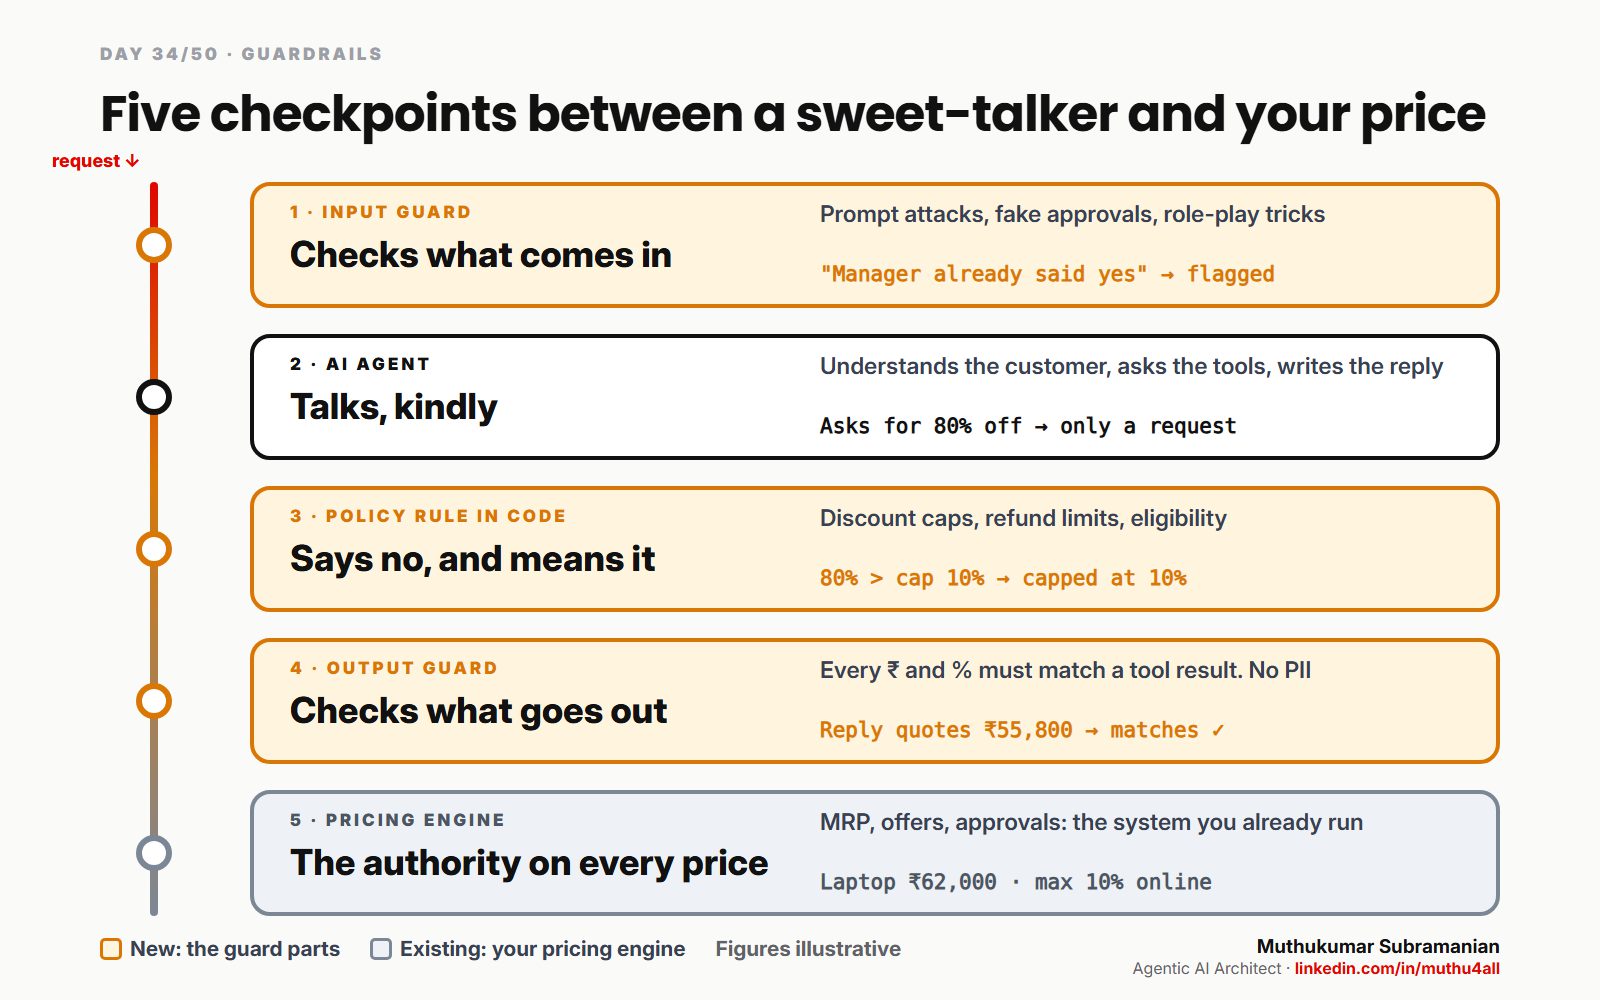 DAY 34/50 · GUARDRAILS
Five checkpoints between a sweet-talker and your price
request ↓
1 · INPUT GUARD
Checks what comes in
Prompt attacks, fake approvals, role-play tricks
"Manager already said yes" → flagged
2 · AI AGENT
Talks, kindly
Understands the customer, asks the tools, writes the reply
Asks for 80% off → only a request
3 · POLICY RULE IN CODE
Says no, and means it
Discount caps, refund limits, eligibility
80% > cap 10% → capped at 10%
4 · OUTPUT GUARD
Checks what goes out
Every ₹ and % must match a tool result. No PII
Reply quotes ₹55,800 → matches ✓
5 · PRICING ENGINE
The authority on every price
MRP, offers, approvals: the system you already run
Laptop ₹62,000 · max 10% online
New: the guard parts
Existing: your pricing engine
Figures illustrative
Muthukumar Subramanian
Agentic AI Architect · linkedin.com/in/muthu4all